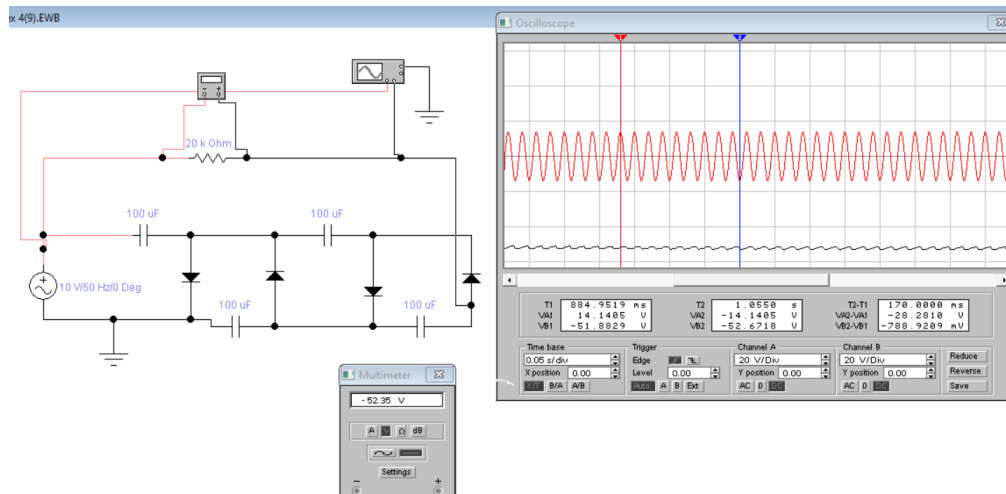 ex 4(9).EWB
Oscilloscope
1
2
20 k Ohm
100 uF
100 uF
10 V/50 Hz/0 Deg
100 uF
100 uF
T1 884.9519 ms
VA1 14.1405 V
VB1 -51.8829 V
T2 1.0550 s
VA2 -14.1405 V
VB2 -52.6718 V
T2-T1 170.0000 ms
VA2-VA1 -28.2810 V
VB2-VB1 -788.9209 mV
Time base
0.05 s/div
X position 0.00
Y/T B/A A/B
Trigger
Edge
Level 0.00
Auto A B Ext
Channel A
20 V/Div
Y position 0.00
AC 0 DC
Channel B
20 V/Div
Y position 0.00
AC 0 DC
Reduce
Reverse
Save
Multimeter
- 52.35 V
A V Ω dB
Settings
− +